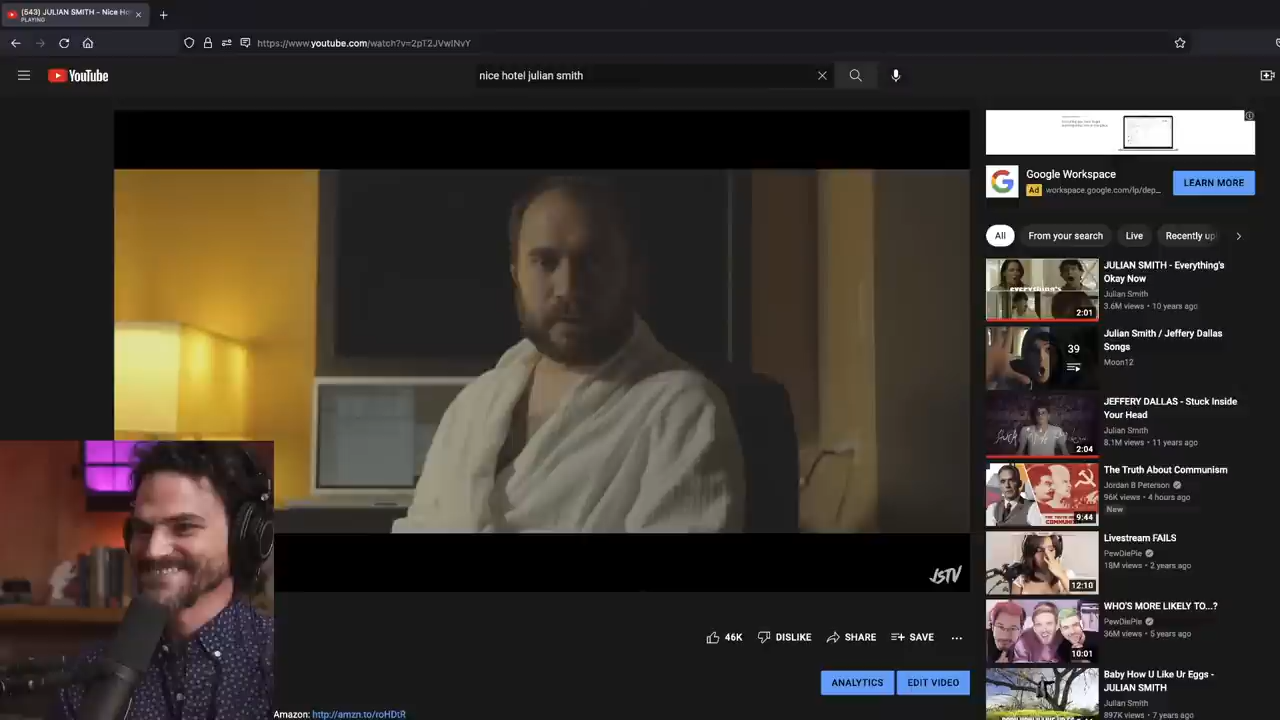 (543) JULIAN SMITH - Nice Ho
PLAYING
https://www.youtube.com/watch?v=2pT2JVwINvY
YouTube
nice hotel julian smith
Google Workspace
Ad workspace.google.com/lp/dep...
LEARN MORE
All From your search Live Recently up
JULIAN SMITH - Everything's
Okay Now
Julian Smith
3.6M views • 10 years ago
2:01
Julian Smith / Jeffery Dallas
Songs
Moon12
39
JEFFERY DALLAS - Stuck Inside
Your Head
Julian Smith
8.1M views • 11 years ago
2:04
The Truth About Communism
Jordan B Peterson
96K views • 4 hours ago
New
9:44
Livestream FAILS
PewDiePie
18M views • 2 years ago
12:10
WHO'S MORE LIKELY TO...?
PewDiePie
36M views • 5 years ago
10:01
Baby How U Like Ur Eggs -
JULIAN SMITH
Julian Smith
897K views • 7 years ago
JSTV
46K DISLIKE SHARE SAVE
ANALYTICS EDIT VIDEO
Amazon: http://amzn.to/roHDtR